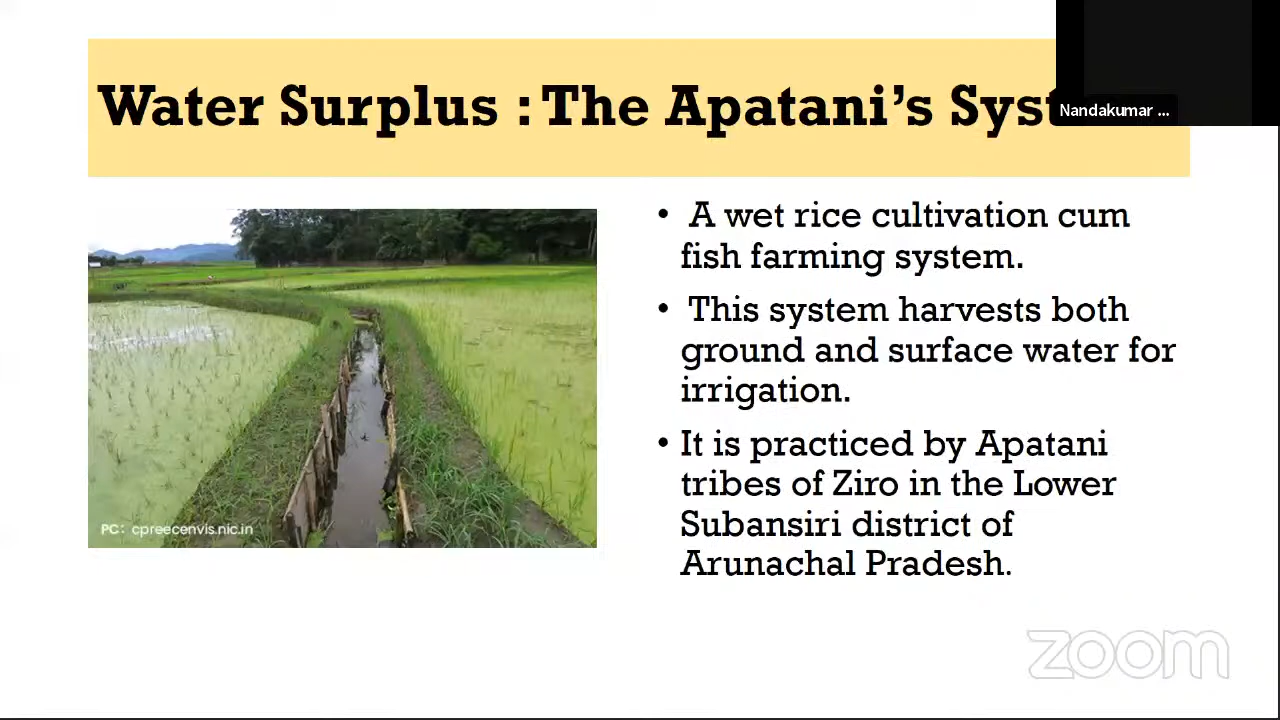 Water Surplus : The Apatani’s Syst
Nandakumar ...
• A wet rice cultivation cum
fish farming system.
• This system harvests both
ground and surface water for
irrigation.
• It is practiced by Apatani
tribes of Ziro in the Lower
Subansiri district of
Arunachal Pradesh.
PC: cpreecenvis.nic.in
zoom